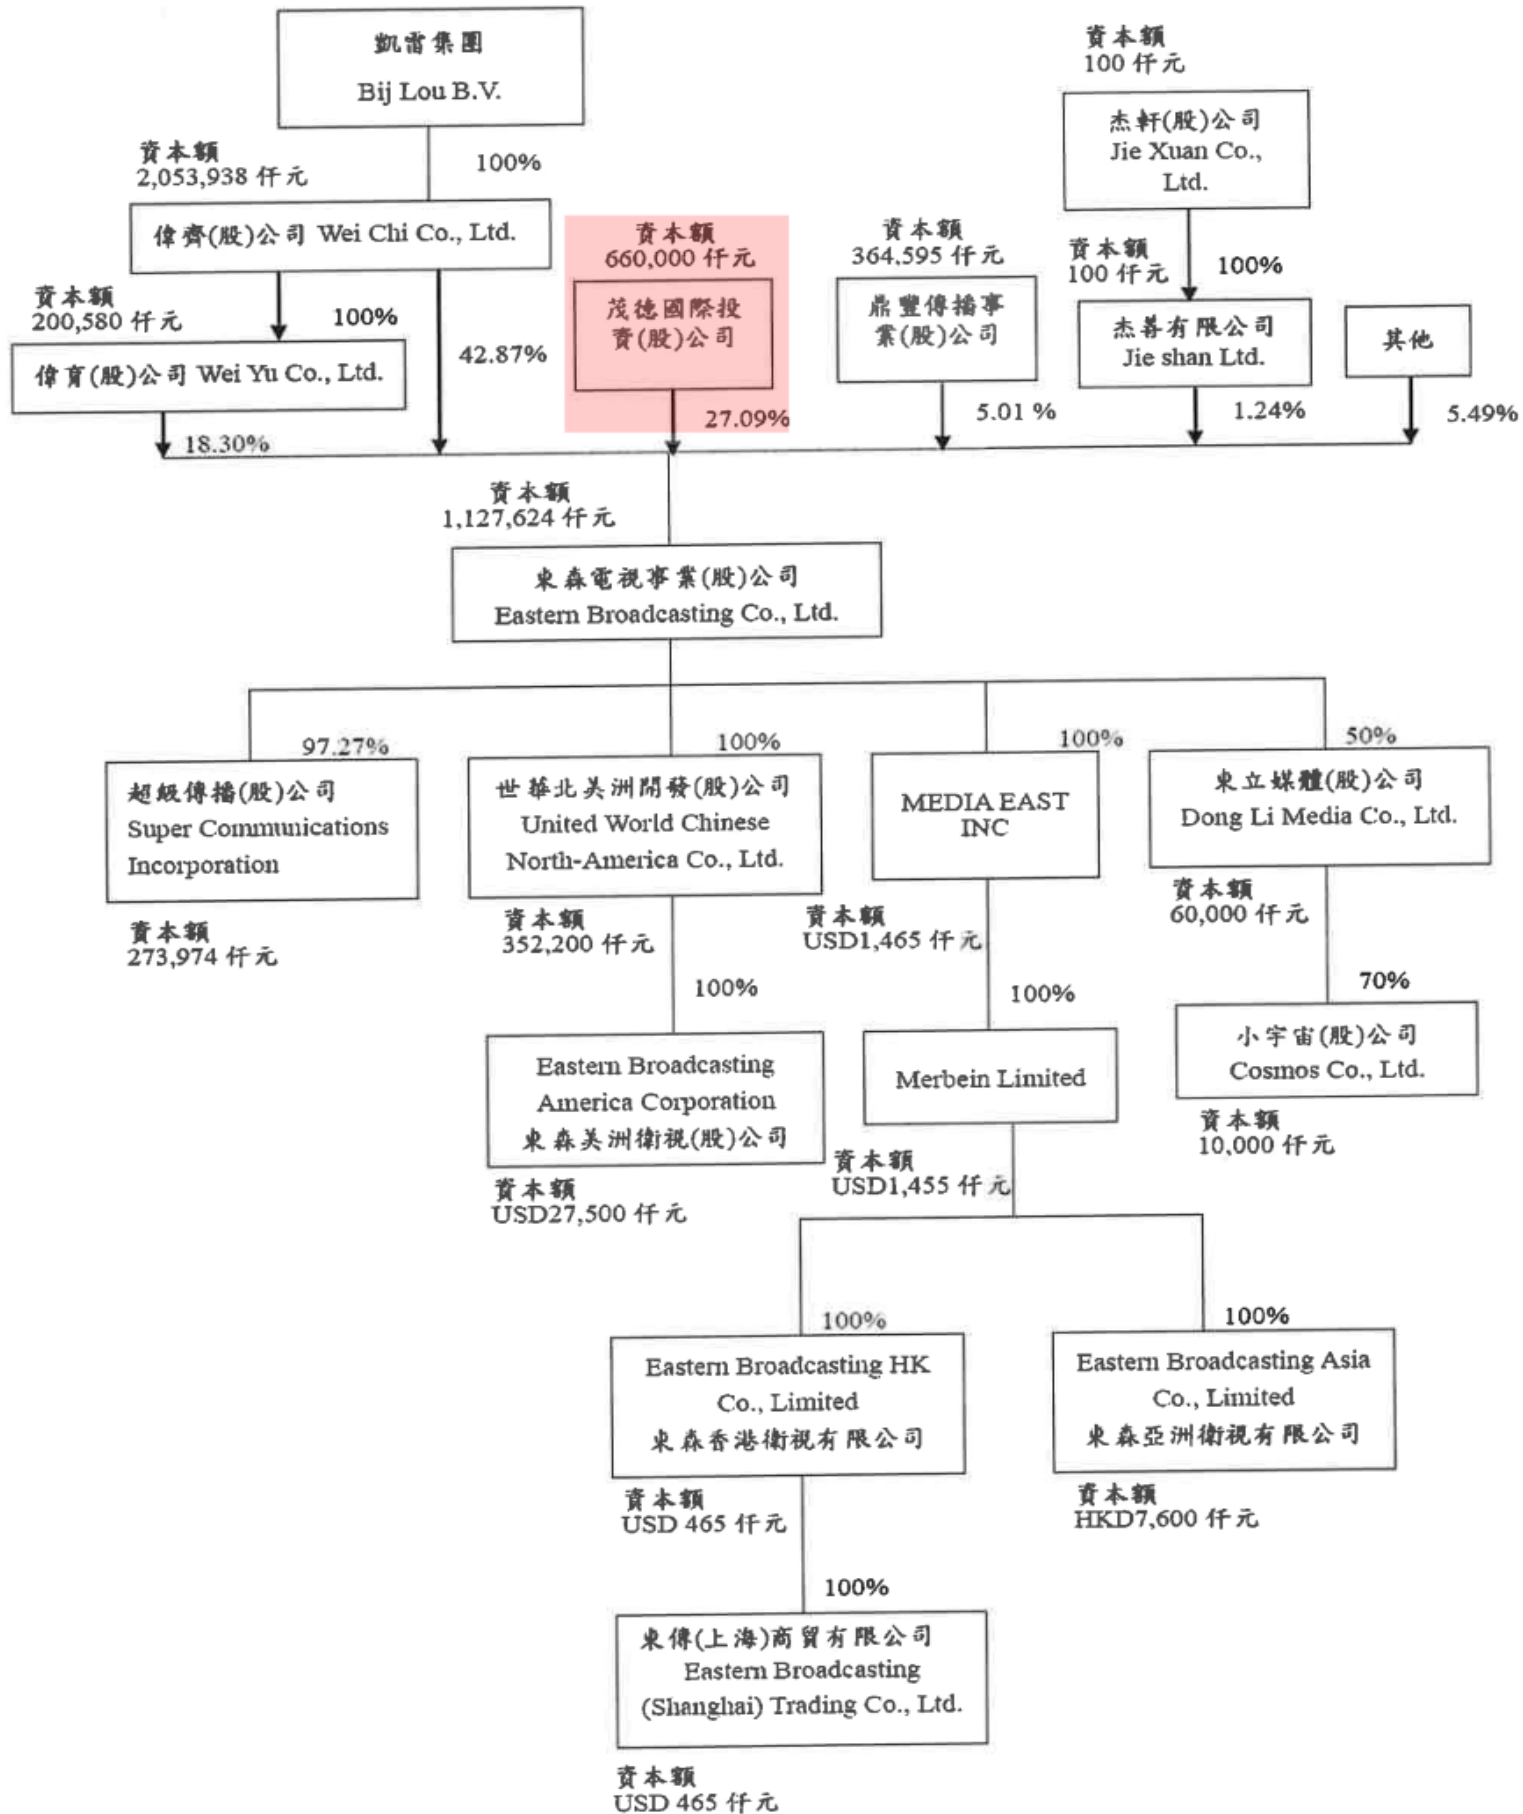 凱雷集團
Bij Lou B.V.
資本額
2,053,938 仟元
100%
偉齊(股)公司 Wei Chi Co., Ltd.
資本額
200,580 仟元
100%
偉育(股)公司 Wei Yu Co., Ltd.
18.30%
42.87%
資本額
660,000 仟元
茂德國際投
資(股)公司
27.09%
資本額
364,595 仟元
鼎豐傳播事
業(股)公司
5.01 %
資本額
100 仟元
杰軒(股)公司
Jie Xuan Co.,
Ltd.
資本額
100 仟元
100%
杰善有限公司
Jie shan Ltd.
1.24%
其他
5.49%
資本額
1,127,624 仟元
東森電視事業(股)公司
Eastern Broadcasting Co., Ltd.
97.27%
超級傳播(股)公司
Super Communications
Incorporation
資本額
273,974 仟元
100%
世華北美洲開發(股)公司
United World Chinese
North-America Co., Ltd.
資本額
352,200 仟元
100%
Eastern Broadcasting
America Corporation
東森美洲衛視(股)公司
資本額
USD27,500 仟元
100%
MEDIA EAST
INC
資本額
USD1,465 仟元
100%
Merbein Limited
資本額
USD1,455 仟元
50%
東立媒體(股)公司
Dong Li Media Co., Ltd.
資本額
60,000 仟元
70%
小宇宙(股)公司
Cosmos Co., Ltd.
資本額
10,000 仟元
100%
Eastern Broadcasting HK
Co., Limited
東森香港衛視有限公司
資本額
USD 465 仟元
100%
Eastern Broadcasting Asia
Co., Limited
東森亞洲衛視有限公司
資本額
HKD7,600 仟元
100%
東傳(上海)商貿有限公司
Eastern Broadcasting
(Shanghai) Trading Co., Ltd.
資本額
USD 465 仟元